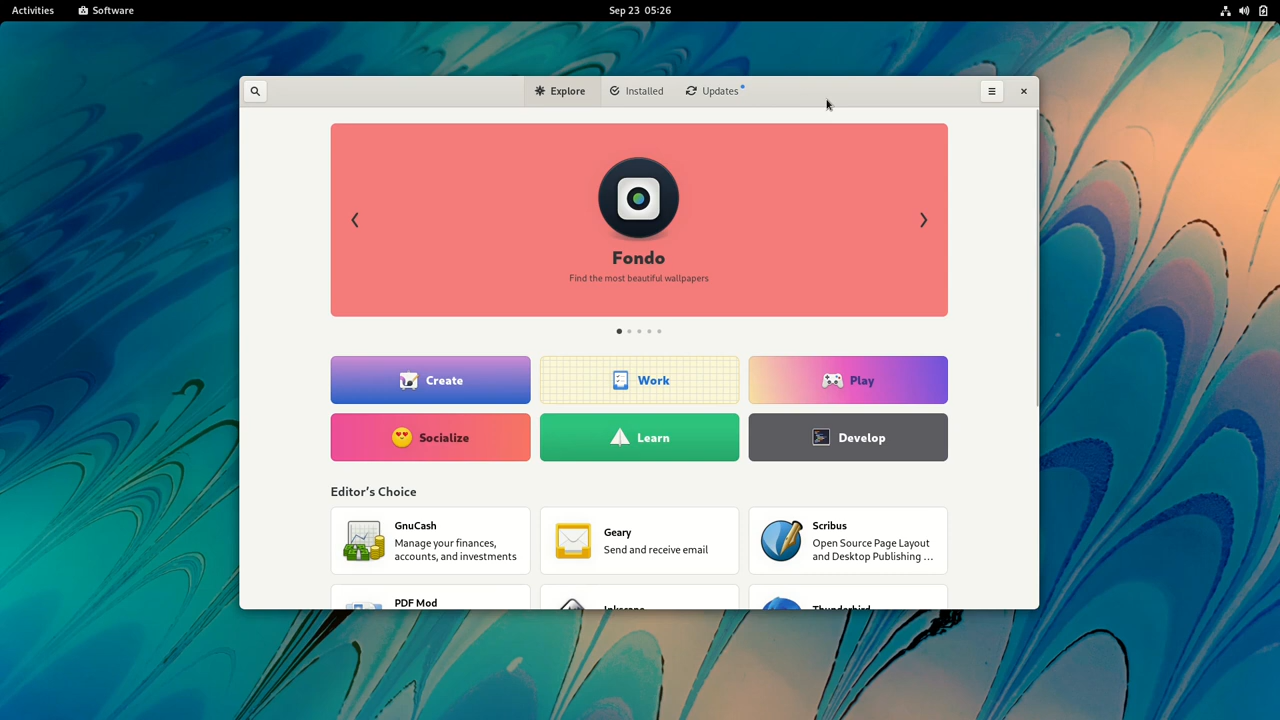 Activities Software Sep 23 05:26
Explore Installed Updates
Fondo
Find the most beautiful wallpapers
Create Work Play
Socialize Learn Develop
Editor’s Choice
GnuCash
Manage your finances,
accounts, and investments
Geary
Send and receive email
Scribus
Open Source Page Layout
and Desktop Publishing …
PDF Mod
Inkscape
Thunderbird